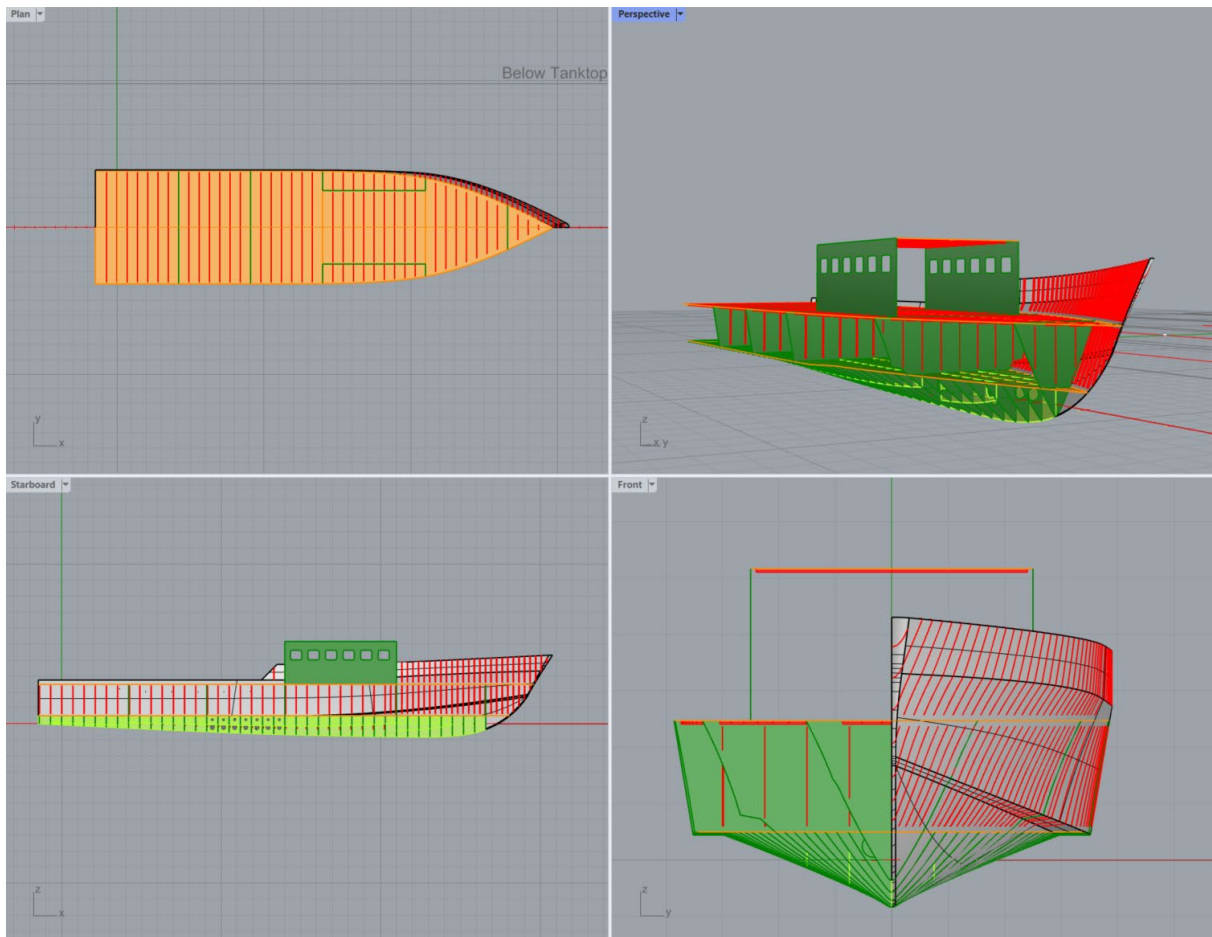 Plan
Below Tanktop
y
x
Perspective
z
x y
Starboard
z
x
Front
z
y